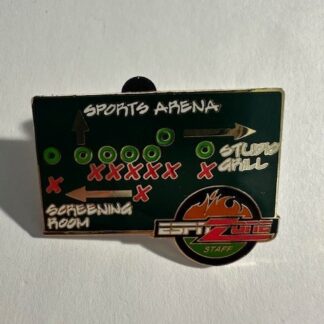 SPORTS ARENA
STUDIO
GRILL
SCREENING
ROOM
ESPN Zone
STAFF